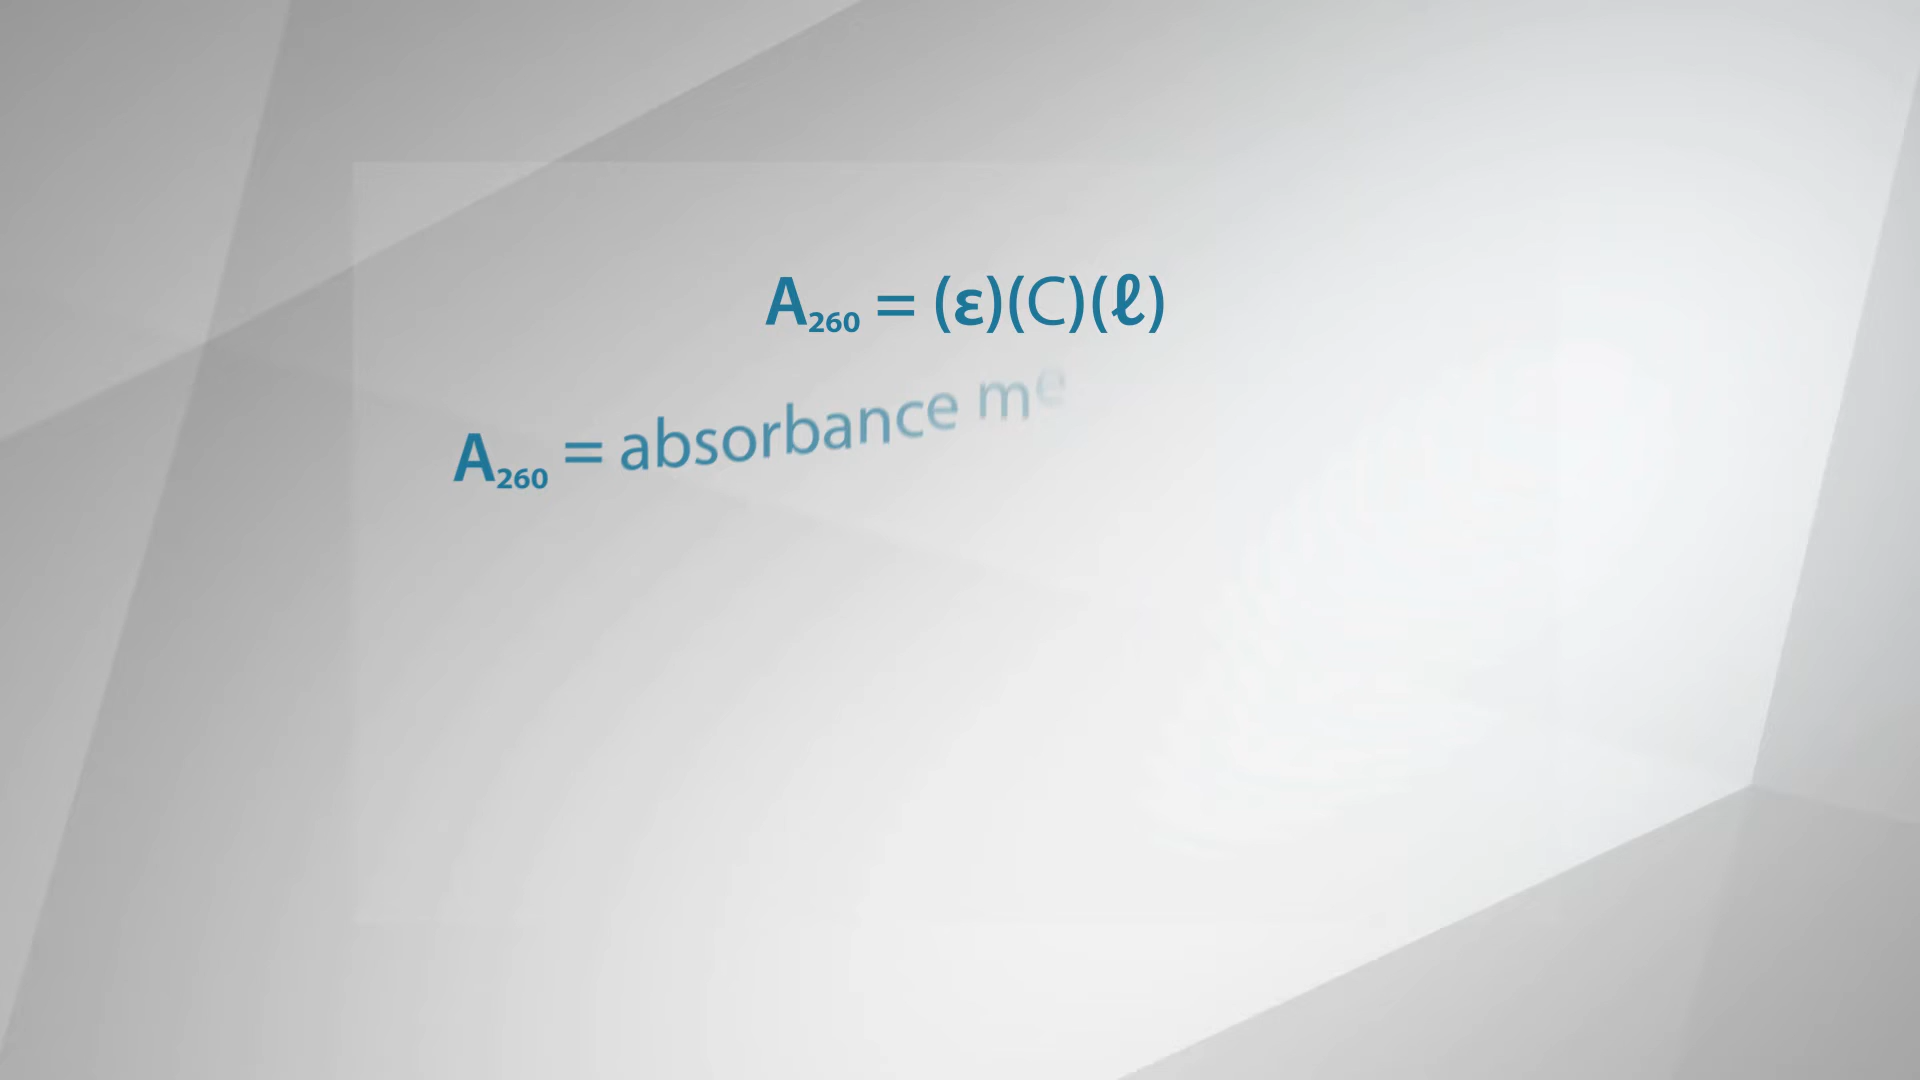 A₂₆₀ = (ε)(C)(ℓ)
A₂₆₀ = absorbance